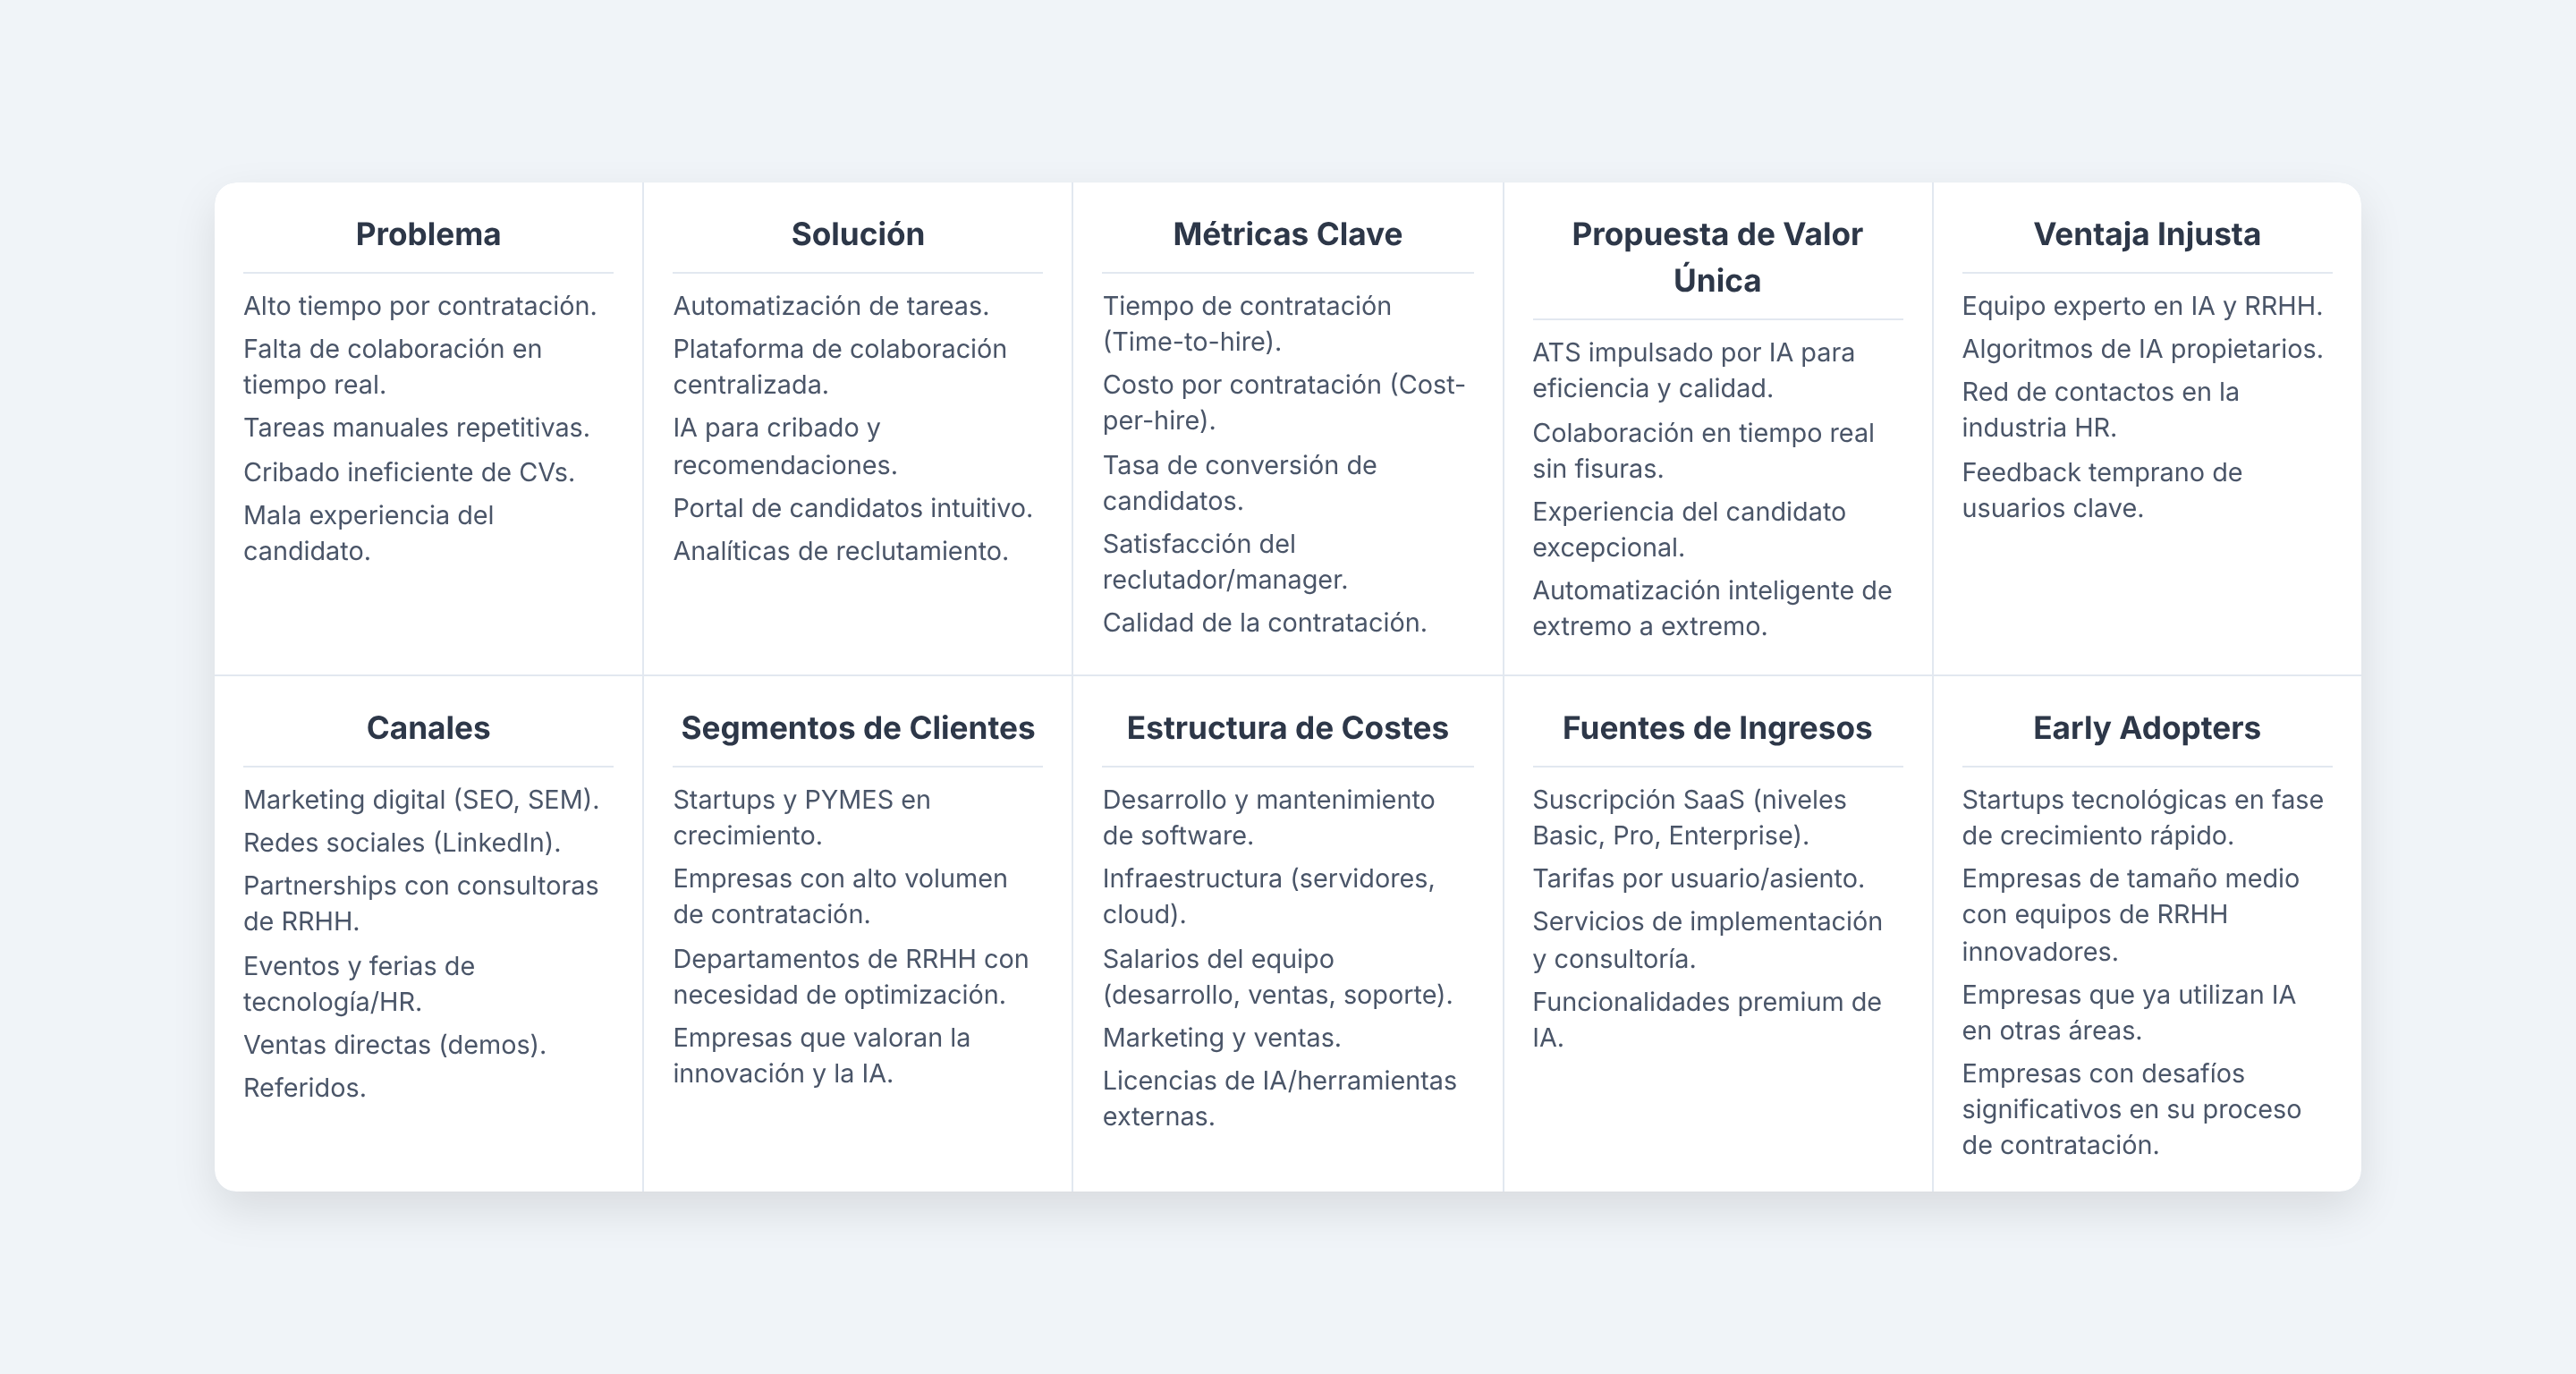 Problema
Alto tiempo por contratación.
Falta de colaboración en
tiempo real.
Tareas manuales repetitivas.
Cribado ineficiente de CVs.
Mala experiencia del
candidato.
Solución
Automatización de tareas.
Plataforma de colaboración
centralizada.
IA para cribado y
recomendaciones.
Portal de candidatos intuitivo.
Analíticas de reclutamiento.
Métricas Clave
Tiempo de contratación
(Time-to-hire).
Costo por contratación (Cost-
per-hire).
Tasa de conversión de
candidatos.
Satisfacción del
reclutador/manager.
Calidad de la contratación.
Propuesta de Valor
Única
ATS impulsado por IA para
eficiencia y calidad.
Colaboración en tiempo real
sin fisuras.
Experiencia del candidato
excepcional.
Automatización inteligente de
extremo a extremo.
Ventaja Injusta
Equipo experto en IA y RRHH.
Algoritmos de IA propietarios.
Red de contactos en la
industria HR.
Feedback temprano de
usuarios clave.
Canales
Marketing digital (SEO, SEM).
Redes sociales (LinkedIn).
Partnerships con consultoras
de RRHH.
Eventos y ferias de
tecnología/HR.
Ventas directas (demos).
Referidos.
Segmentos de Clientes
Startups y PYMES en
crecimiento.
Empresas con alto volumen
de contratación.
Departamentos de RRHH con
necesidad de optimización.
Empresas que valoran la
innovación y la IA.
Estructura de Costes
Desarrollo y mantenimiento
de software.
Infraestructura (servidores,
cloud).
Salarios del equipo
(desarrollo, ventas, soporte).
Marketing y ventas.
Licencias de IA/herramientas
externas.
Fuentes de Ingresos
Suscripción SaaS (niveles
Basic, Pro, Enterprise).
Tarifas por usuario/asiento.
Servicios de implementación
y consultoría.
Funcionalidades premium de
IA.
Early Adopters
Startups tecnológicas en fase
de crecimiento rápido.
Empresas de tamaño medio
con equipos de RRHH
innovadores.
Empresas que ya utilizan IA
en otras áreas.
Empresas con desafíos
significativos en su proceso
de contratación.